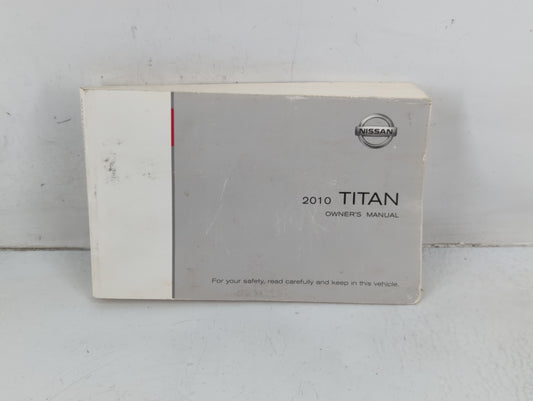 NISSAN
2010 TITAN
OWNER'S MANUAL
For your safety, read carefully and keep in this vehicle.